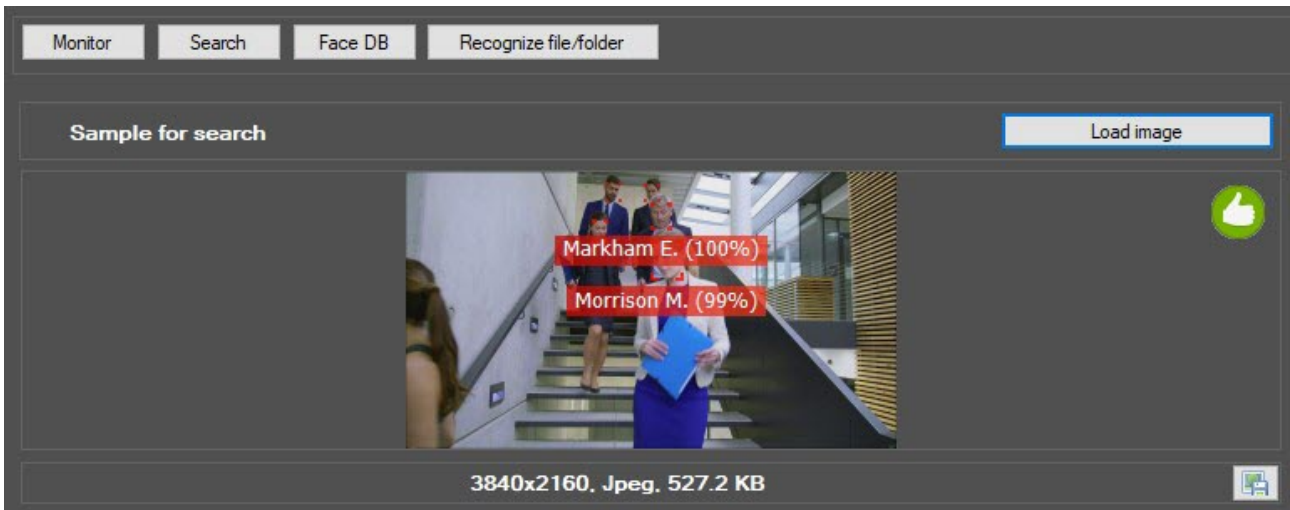 Monitor Search Face DB Recognize file/folder
Sample for search Load image
Markham E. (100%)
Morrison M. (99%)
3840x2160, Jpeg, 527.2 KB